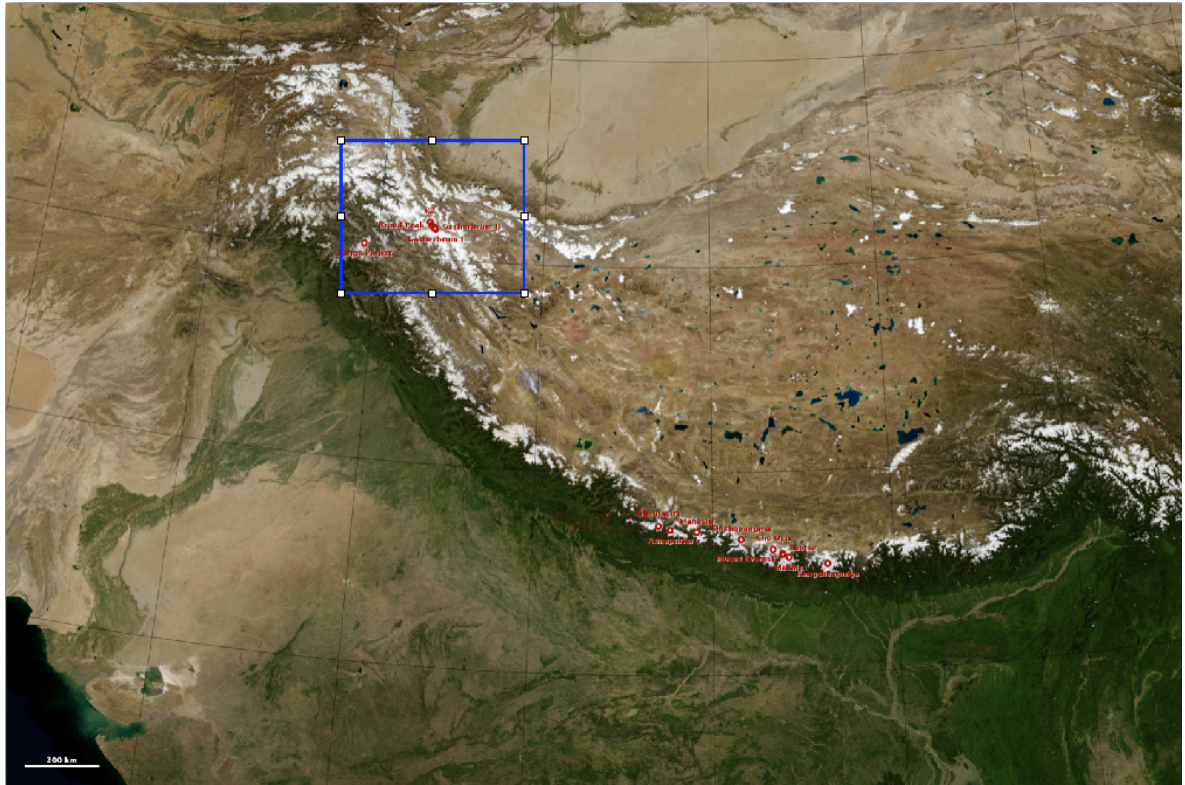 K2
Broad Peak
Gasherbrum II
Gasherbrum I
Nanga Parbat
Dhaulagiri
Manaslu
Annapurna
Shishapangma
Cho Oyu
Mount Everest
Lhotse
Makalu
Kangchenjunga
200 km